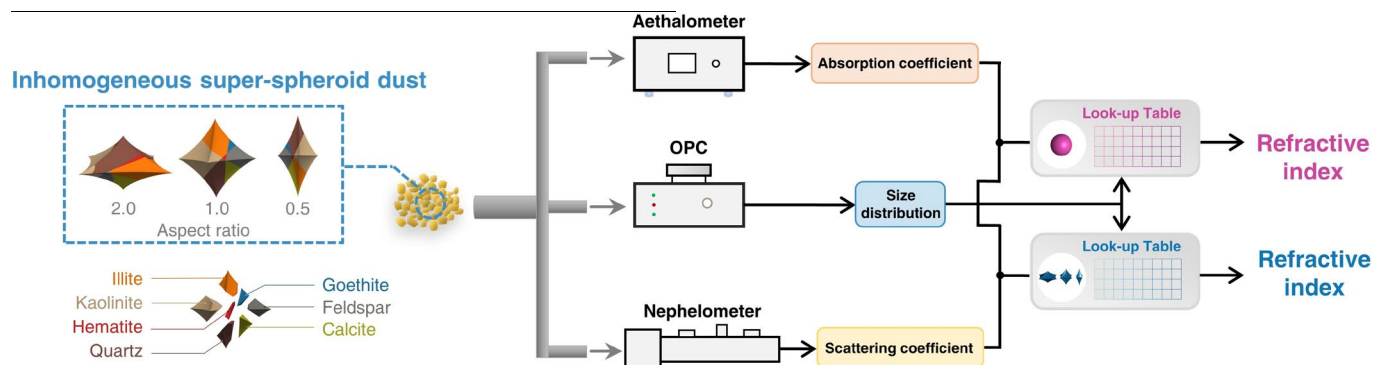 Aethalometer
Absorption coefficient
Inhomogeneous super-spheroid dust
2.0
1.0
0.5
Aspect ratio
OPC
Size
distribution
Look-up Table
Refractive
index
Look-up Table
Refractive
index
Illite
Kaolinite
Hematite
Quartz
Goethite
Feldspar
Calcite
Nephelometer
Scattering coefficient